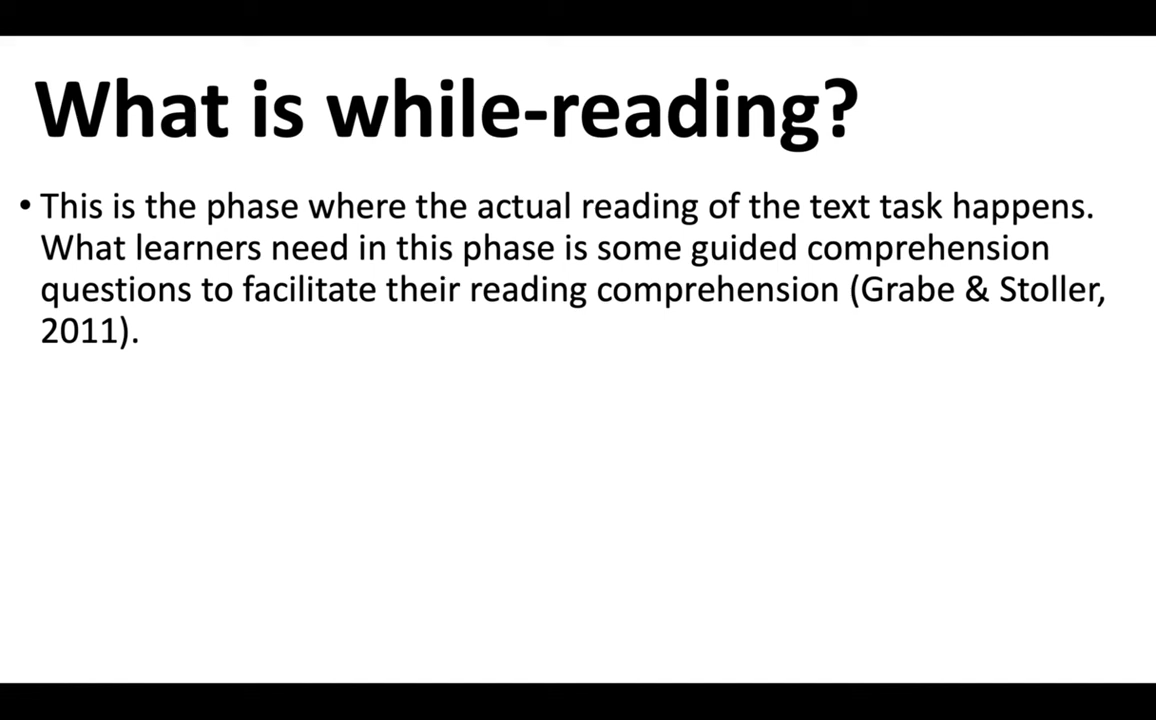 What is while-reading?
• This is the phase where the actual reading of the text task happens.
What learners need in this phase is some guided comprehension
questions to facilitate their reading comprehension (Grabe & Stoller,
2011).